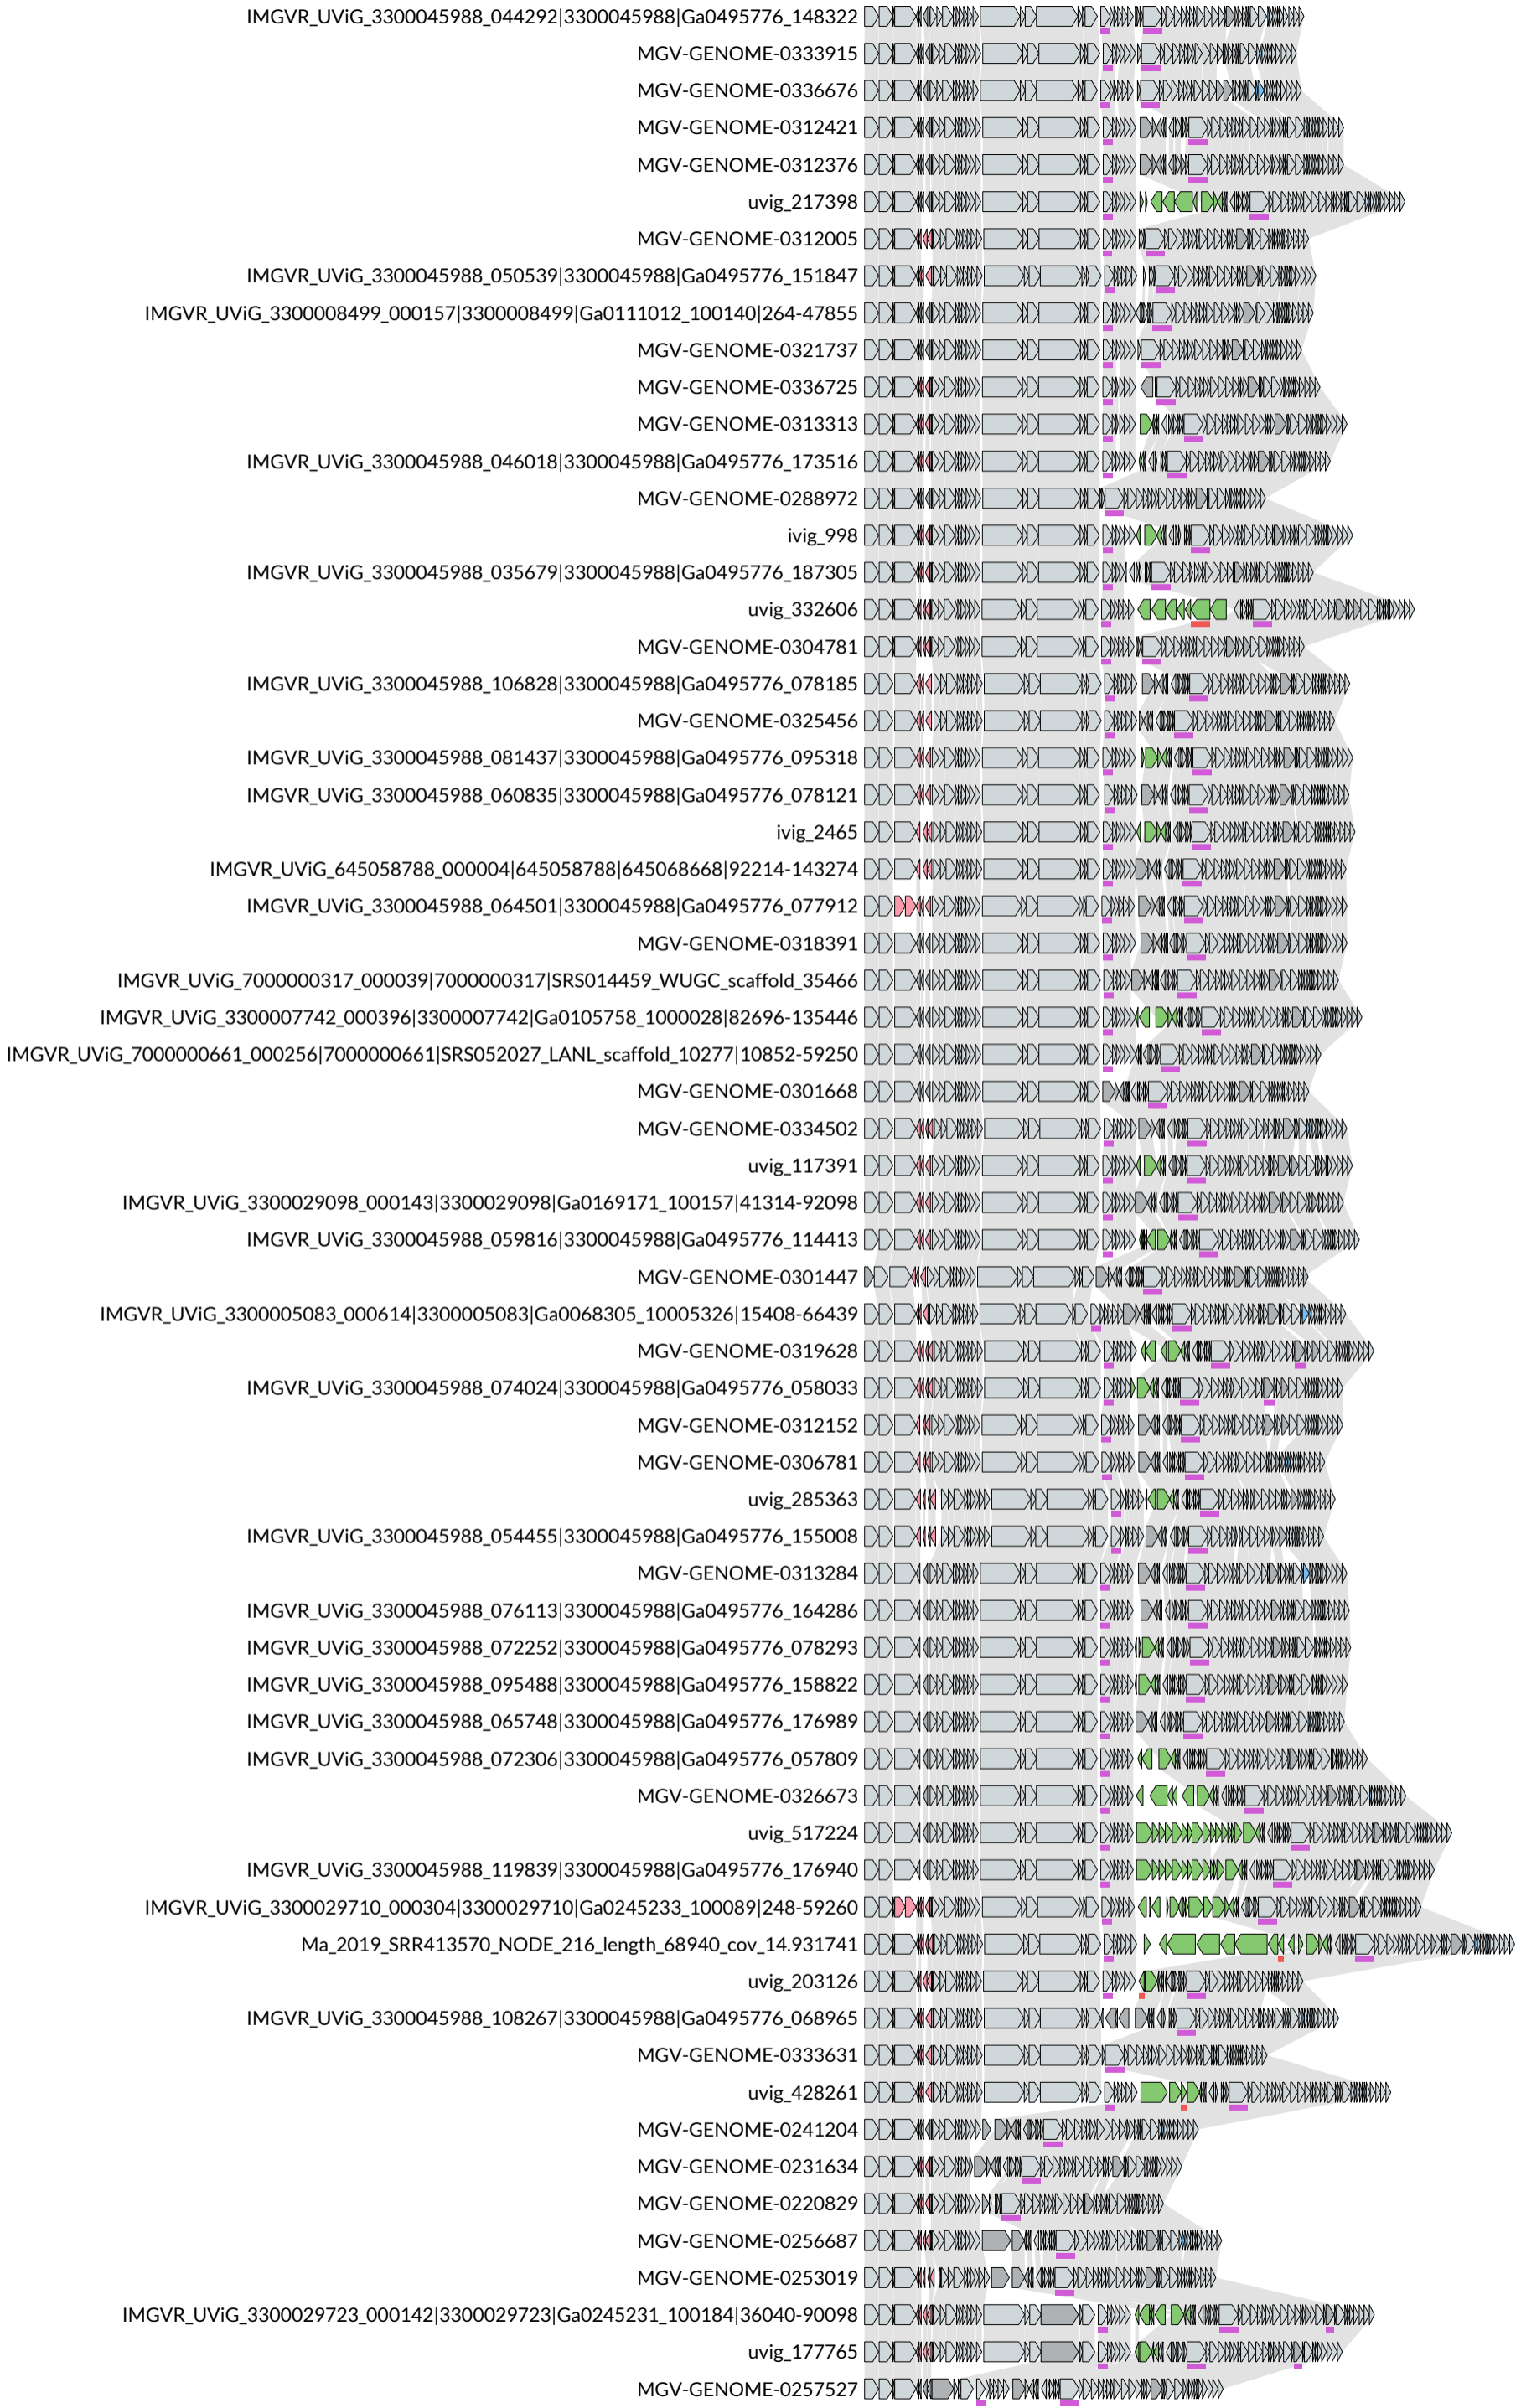 IMGVR_UViG_3300045988_044292|3300045988|Ga0495776_148322
MGV-GENOME-0333915
MGV-GENOME-0336676
MGV-GENOME-0312421
MGV-GENOME-0312376
uvig_217398
MGV-GENOME-0312005
IMGVR_UViG_3300045988_050539|3300045988|Ga0495776_151847
IMGVR_UViG_3300008499_000157|3300008499|Ga0111012_100140|264-47855
MGV-GENOME-0321737
MGV-GENOME-0336725
MGV-GENOME-0313313
IMGVR_UViG_3300045988_046018|3300045988|Ga0495776_173516
MGV-GENOME-0288972
ivig_998
IMGVR_UViG_3300045988_035679|3300045988|Ga0495776_187305
uvig_332606
MGV-GENOME-0304781
IMGVR_UViG_3300045988_106828|3300045988|Ga0495776_078185
MGV-GENOME-0325456
IMGVR_UViG_3300045988_081437|3300045988|Ga0495776_095318
IMGVR_UViG_3300045988_060835|3300045988|Ga0495776_078121
ivig_2465
IMGVR_UViG_645058788_000004|645058788|645068668|92214-143274
IMGVR_UViG_3300045988_064501|3300045988|Ga0495776_077912
MGV-GENOME-0318391
IMGVR_UViG_7000000317_000039|7000000317|SRS014459_WUGC_scaffold_35466
IMGVR_UViG_3300007742_000396|3300007742|Ga0105758_1000028|82696-135446
IMGVR_UViG_7000000661_000256|7000000661|SRS052027_LANL_scaffold_10277|10852-59250
MGV-GENOME-0301668
MGV-GENOME-0334502
uvig_117391
IMGVR_UViG_3300029098_000143|3300029098|Ga0169171_100157|41314-92098
IMGVR_UViG_3300045988_059816|3300045988|Ga0495776_114413
MGV-GENOME-0301447
IMGVR_UViG_3300005083_000614|3300005083|Ga0068305_10005326|15408-66439
MGV-GENOME-0319628
IMGVR_UViG_3300045988_074024|3300045988|Ga0495776_058033
MGV-GENOME-0312152
MGV-GENOME-0306781
uvig_285363
IMGVR_UViG_3300045988_054455|3300045988|Ga0495776_155008
MGV-GENOME-0313284
IMGVR_UViG_3300045988_076113|3300045988|Ga0495776_164286
IMGVR_UViG_3300045988_072252|3300045988|Ga0495776_078293
IMGVR_UViG_3300045988_095488|3300045988|Ga0495776_158822
IMGVR_UViG_3300045988_065748|3300045988|Ga0495776_176989
IMGVR_UViG_3300045988_072306|3300045988|Ga0495776_057809
MGV-GENOME-0326673
uvig_517224
IMGVR_UViG_3300045988_119839|3300045988|Ga0495776_176940
IMGVR_UViG_3300029710_000304|3300029710|Ga0245233_100089|248-59260
Ma_2019_SRR413570_NODE_216_length_68940_cov_14.931741
uvig_203126
IMGVR_UViG_3300045988_108267|3300045988|Ga0495776_068965
MGV-GENOME-0333631
uvig_428261
MGV-GENOME-0241204
MGV-GENOME-0231634
MGV-GENOME-0220829
MGV-GENOME-0256687
MGV-GENOME-0253019
IMGVR_UViG_3300029723_000142|3300029723|Ga0245231_100184|36040-90098
uvig_177765
MGV-GENOME-0257527